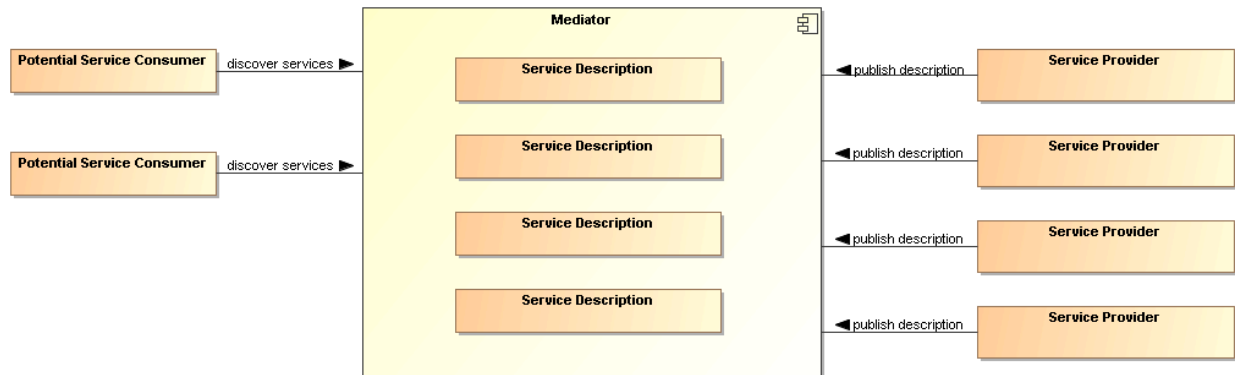 Mediator
Potential Service Consumer
discover services
Service Description
publish description
Service Provider
Potential Service Consumer
discover services
Service Description
publish description
Service Provider
Service Description
publish description
Service Provider
Service Description
publish description
Service Provider